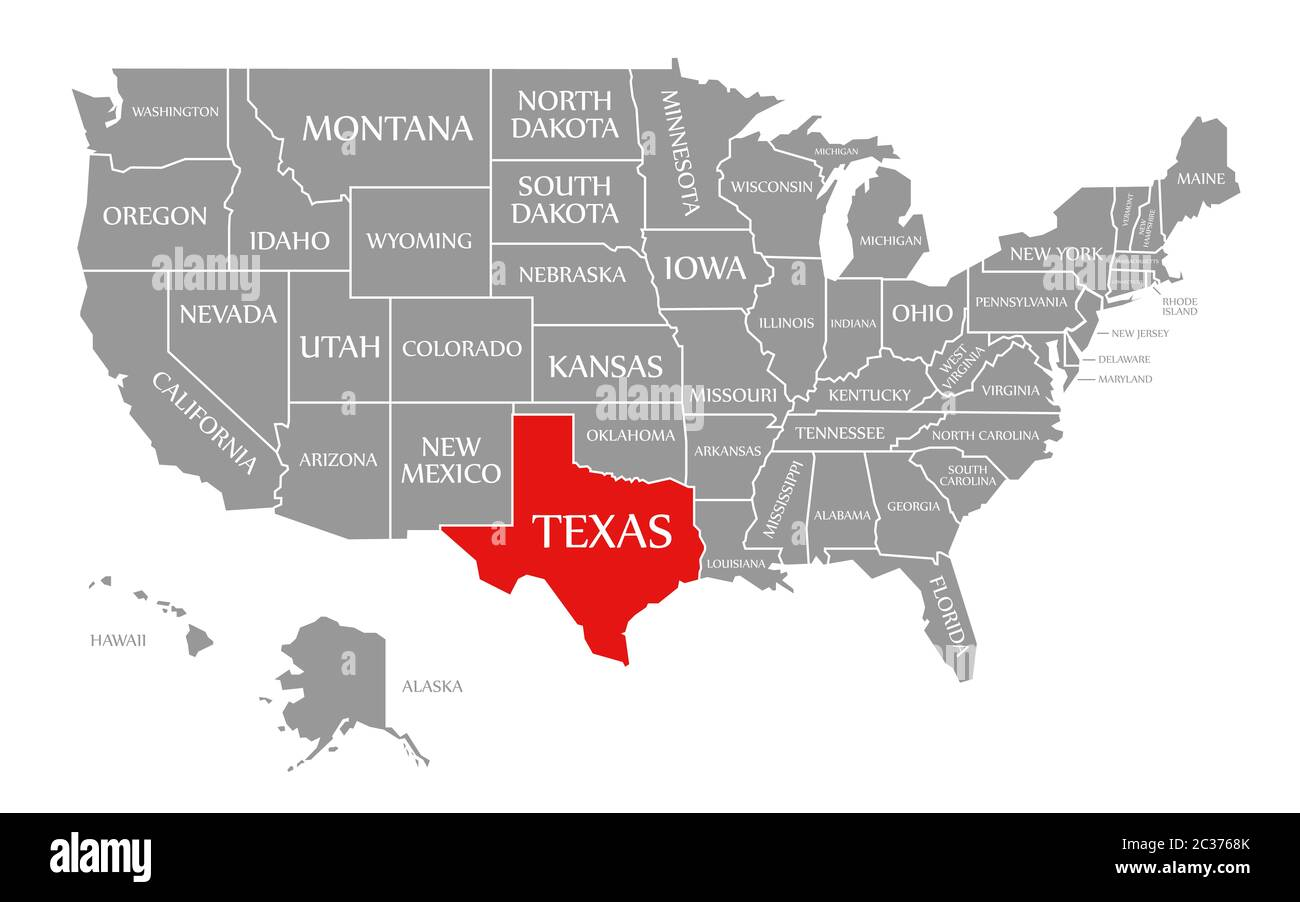 WASHINGTON
MONTANA
NORTH
DAKOTA
MINNESOTA
MICHIGAN
WISCONSIN
MAINE
OREGON
IDAHO
WYOMING
SOUTH
DAKOTA
MICHIGAN
VERMONT
NEW
HAMPSHIRE
NEW YORK
NEBRASKA
IOWA
RHODE
ISLAND
NEVADA
UTAH
COLORADO
KANSAS
ILLINOIS
INDIANA
OHIO
PENNSYLVANIA
NEW JERSEY
DELAWARE
MARYLAND
CALIFORNIA
MISSOURI
KENTUCKY
WEST
VIRGINIA
VIRGINIA
ARIZONA
NEW
MEXICO
OKLAHOMA
ARKANSAS
TENNESSEE
NORTH CAROLINA
SOUTH
CAROLINA
TEXAS
LOUISIANA
MISSISSIPPI
ALABAMA
GEORGIA
FLORIDA
HAWAII
ALASKA
alamy
Image ID: 2C3768K
www.alamy.com